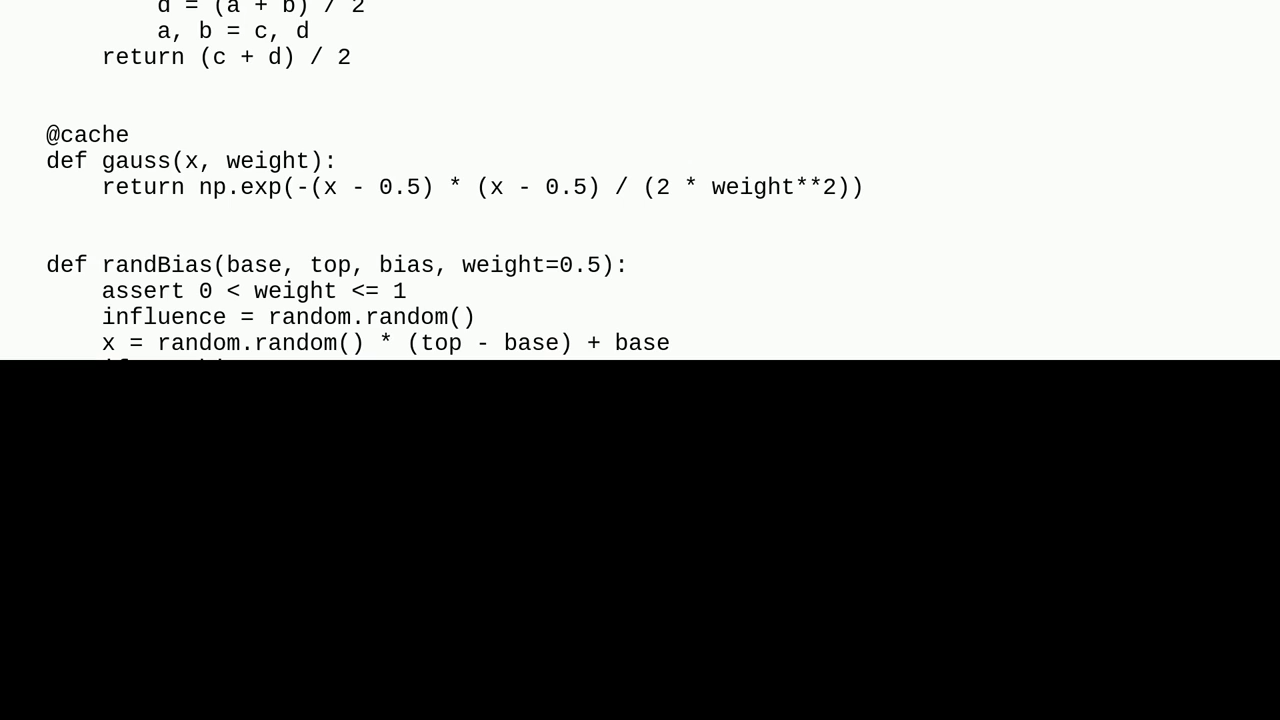 d = (a + b) / 2
        a, b = c, d
    return (c + d) / 2
@cache
def gauss(x, weight):
    return np.exp(-(x - 0.5) * (x - 0.5) / (2 * weight**2))
def randBias(base, top, bias, weight=0.5):
    assert 0 < weight <= 1
    influence = random.random()
    x = random.random() * (top - base) + base